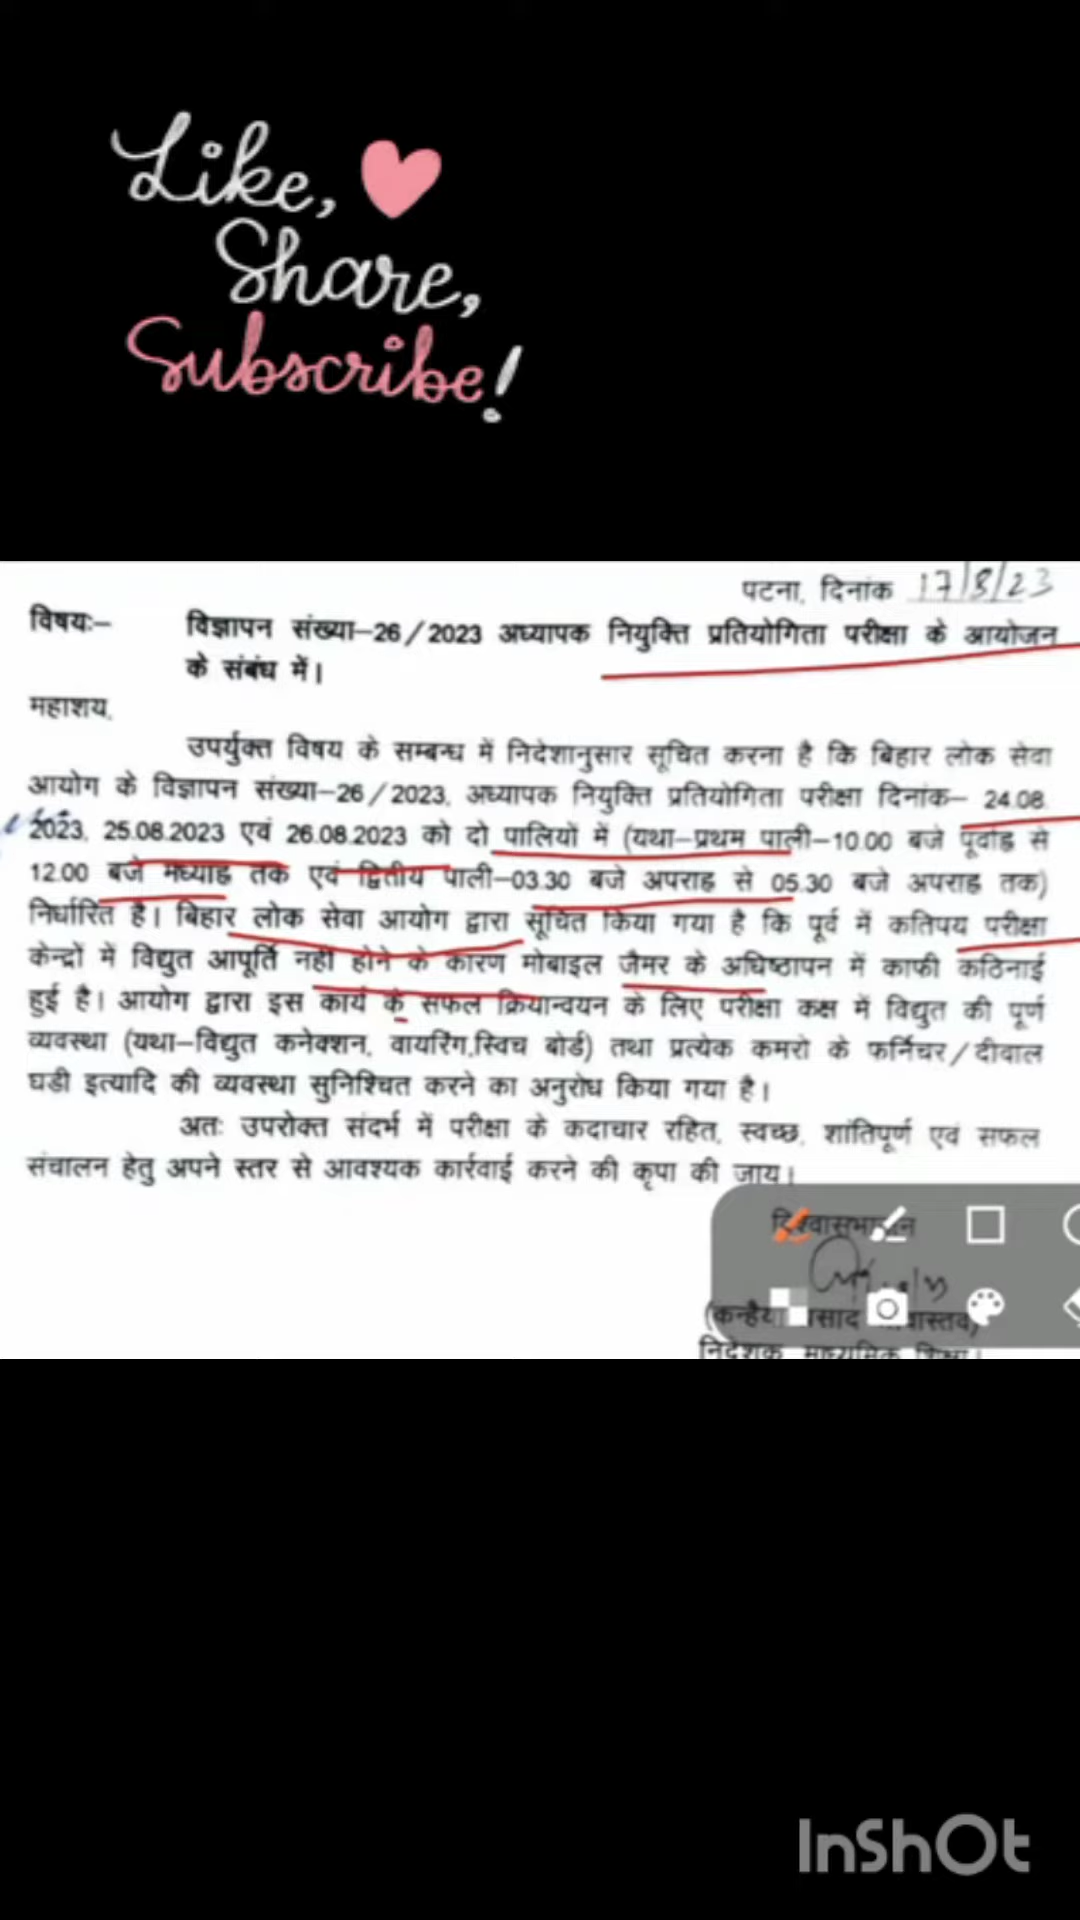 Like,
Share,
Subscribe!
पटना, दिनांक 17/8/23
विषयः– विज्ञापन संख्या–26/2023 अध्यापक नियुक्ति प्रतियोगिता परीक्षा के आयोजन
के संबंध में।
महाशय,
उपर्युक्त विषय के सम्बन्ध में निदेशानुसार सूचित करना है कि बिहार लोक सेवा
आयोग के विज्ञापन संख्या–26/2023, अध्यापक नियुक्ति प्रतियोगिता परीक्षा दिनांक– 24.08.
2023, 25.08.2023 एवं 26.08.2023 को दो पालियों में (यथा–प्रथम पाली–10.00 बजे पूर्वाह्न से
12.00 बजे मध्याह्न तक एवं द्वितीय पाली–03.30 बजे अपराह्न से 05.30 बजे अपराह्न तक)
निर्धारित है। बिहार लोक सेवा आयोग द्वारा सूचित किया गया है कि पूर्व में कतिपय परीक्षा
केन्द्रों में विद्युत आपूर्ति नहीं होने के कारण मोबाइल जैमर के अधिष्ठापन में काफी कठिनाई
हुई है। आयोग द्वारा इस कार्य के सफल क्रियान्वयन के लिए परीक्षा कक्ष में विद्युत की पूर्ण
व्यवस्था (यथा–विद्युत कनेक्शन, वायरिंग,स्विच बोर्ड) तथा प्रत्येक कमरो के फर्निचर/दीवाल
घडी इत्यादि की व्यवस्था सुनिश्चित करने का अनुरोध किया गया है।
अतः उपरोक्त संदर्भ में परीक्षा के कदाचार रहित, स्वच्छ, शांतिपूर्ण एवं सफल
संचालन हेतु अपने स्तर से आवश्यक कार्रवाई करने की कृपा की जाय।
विश्वासभाजन
(कन्हैया
निदेशक माध्यमिक शिक्षा।
InShOt